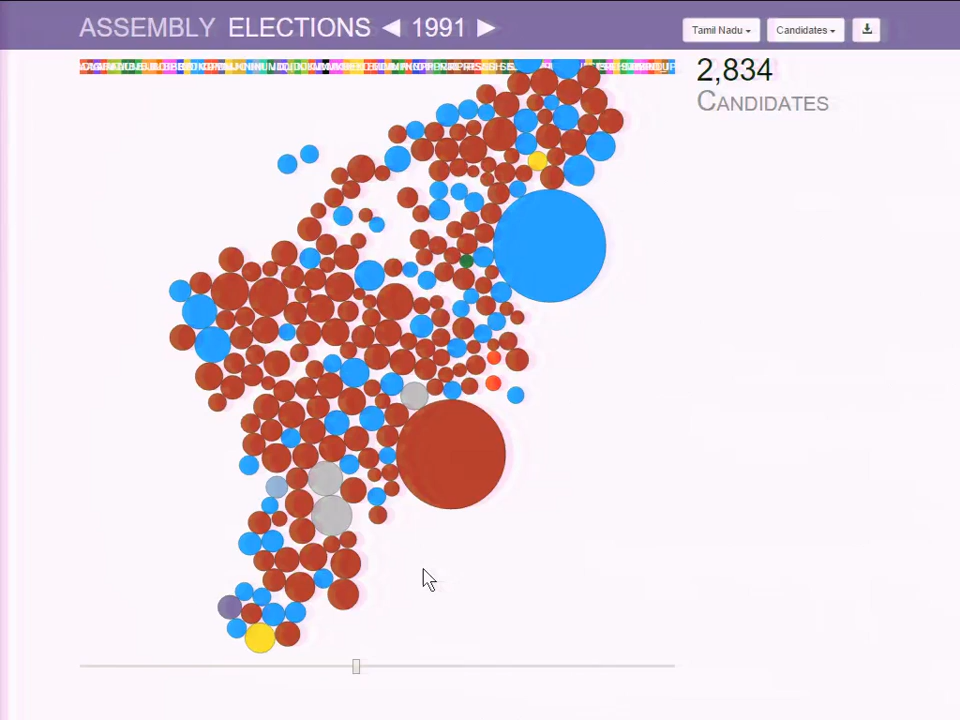 ASSEMBLY ELECTIONS ◀ 1991 ▶
Tamil Nadu
Candidates
2,834
CANDIDATES